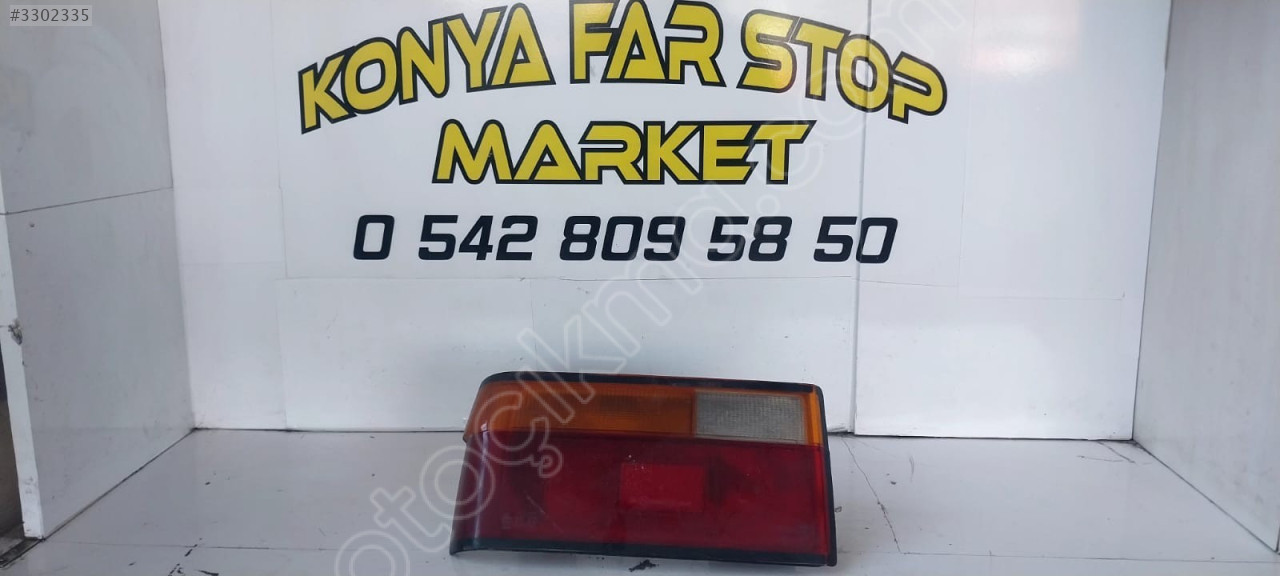 #3302335
KONYA FAR STOP
MARKET
0 542 809 58 50
otoçıkma.com